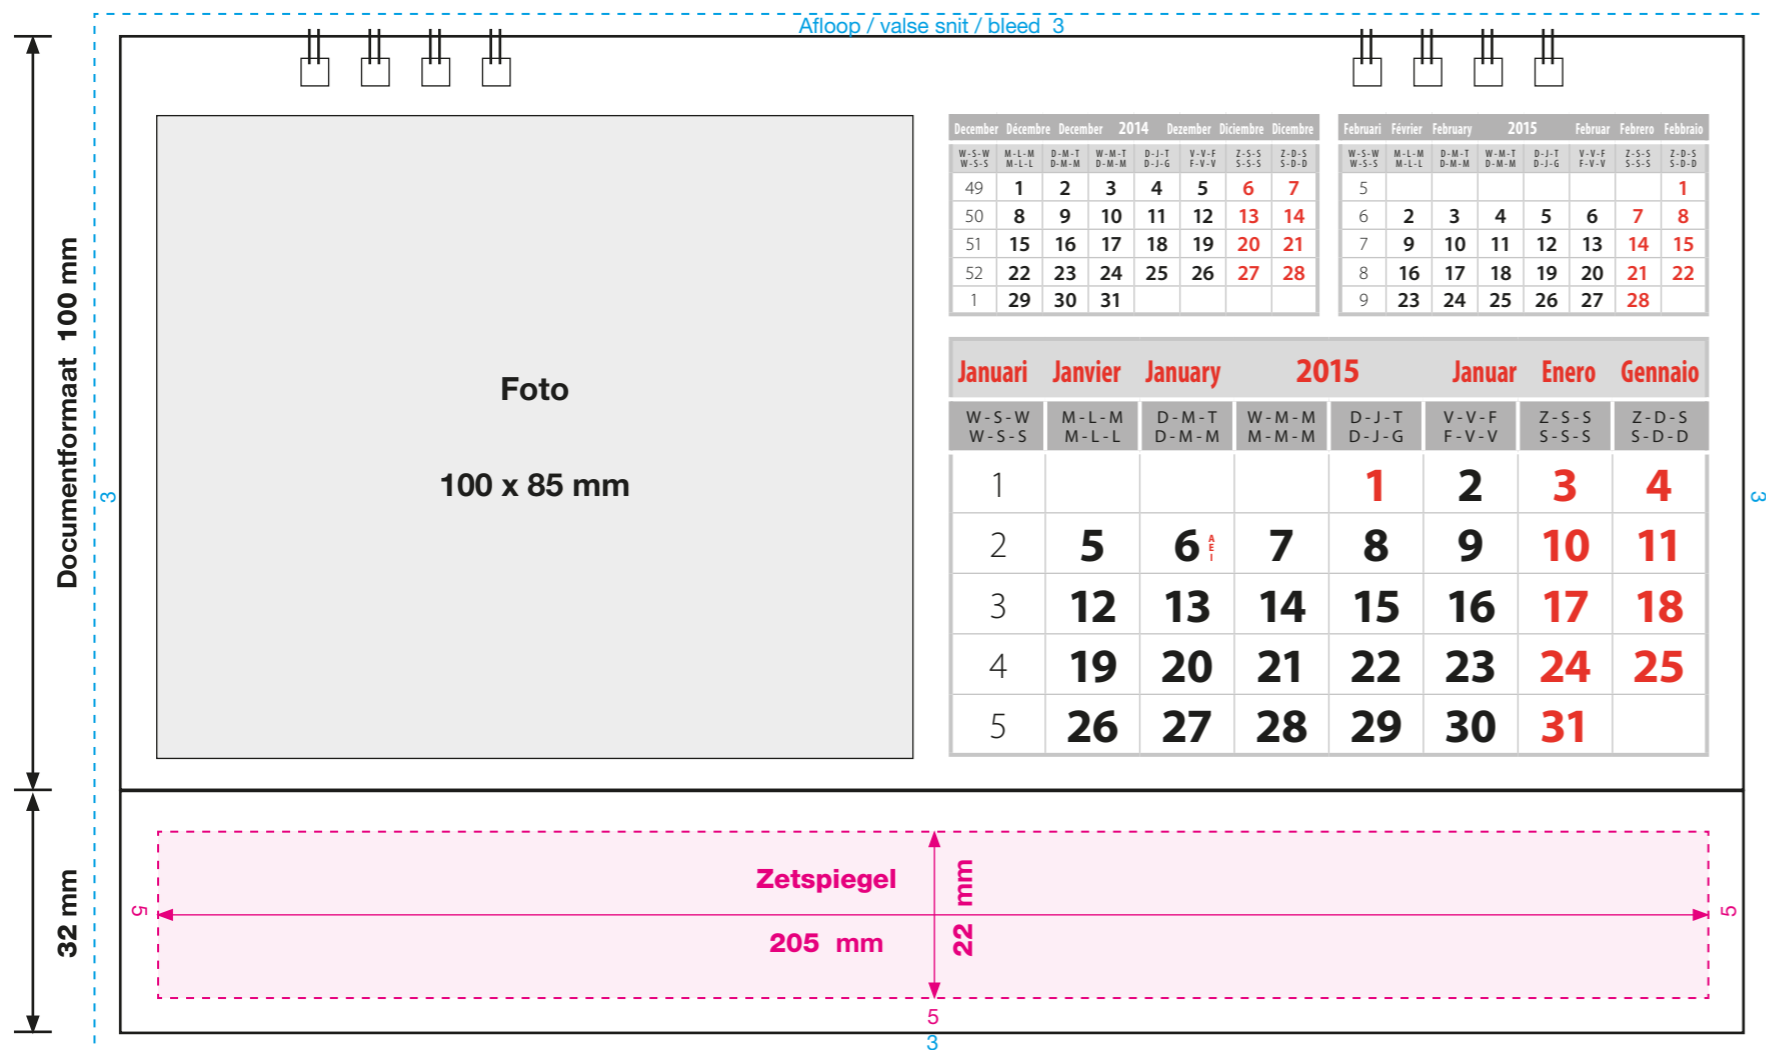 Afloop / valse snit / bleed 3
Documentformaat 100 mm
3
Foto
100 x 85 mm
December Décembre December 2014 Dezember Diciembre Dicembre
W-S-W M-L-M D-M-T W-M-T D-J-T V-V-F Z-S-S Z-D-S
W-S-S M-L-L D-M-M D-M-M D-J-G F-V-V S-S-S S-D-D
49 1 2 3 4 5 6 7
50 8 9 10 11 12 13 14
51 15 16 17 18 19 20 21
52 22 23 24 25 26 27 28
1 29 30 31
Februari Février February 2015 Februar Febrero Febbraio
W-S-W M-L-M D-M-T W-M-T D-J-T V-V-F Z-S-S Z-D-S
W-S-S M-L-L D-M-M D-M-M D-J-G F-V-V S-S-S S-D-D
5 1
6 2 3 4 5 6 7 8
7 9 10 11 12 13 14 15
8 16 17 18 19 20 21 22
9 23 24 25 26 27 28
Januari Janvier January 2015 Januar Enero Gennaio
W-S-W M-L-M D-M-T W-M-M D-J-T V-V-F Z-S-S Z-D-S
W-S-S M-L-L D-M-M M-M-M D-J-G F-V-V S-S-S S-D-D
1 1 2 3 4
2 5 6 A E I 7 8 9 10 11
3 12 13 14 15 16 17 18
4 19 20 21 22 23 24 25
5 26 27 28 29 30 31
3
32 mm
5
Zetspiegel
205 mm
22 mm
5
5
3